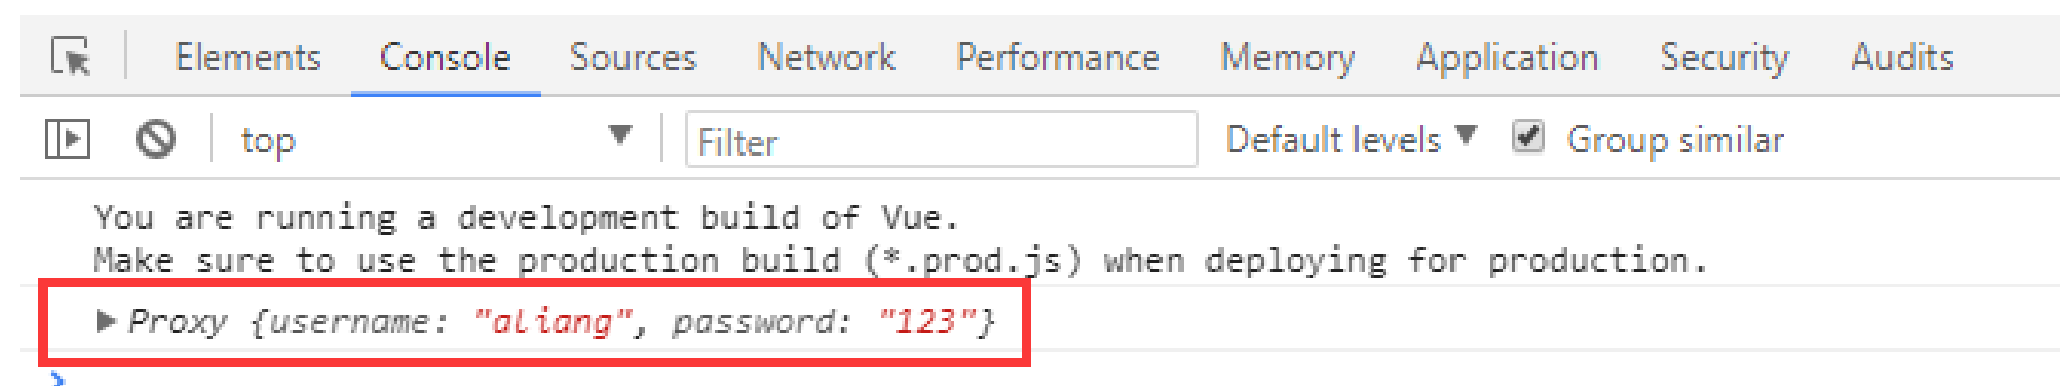 Elements Console Sources Network Performance Memory Application Security Audits
top Filter Default levels Group similar
You are running a development build of Vue.
Make sure to use the production build (*.prod.js) when deploying for production.
Proxy {username: "aliang", password: "123"}